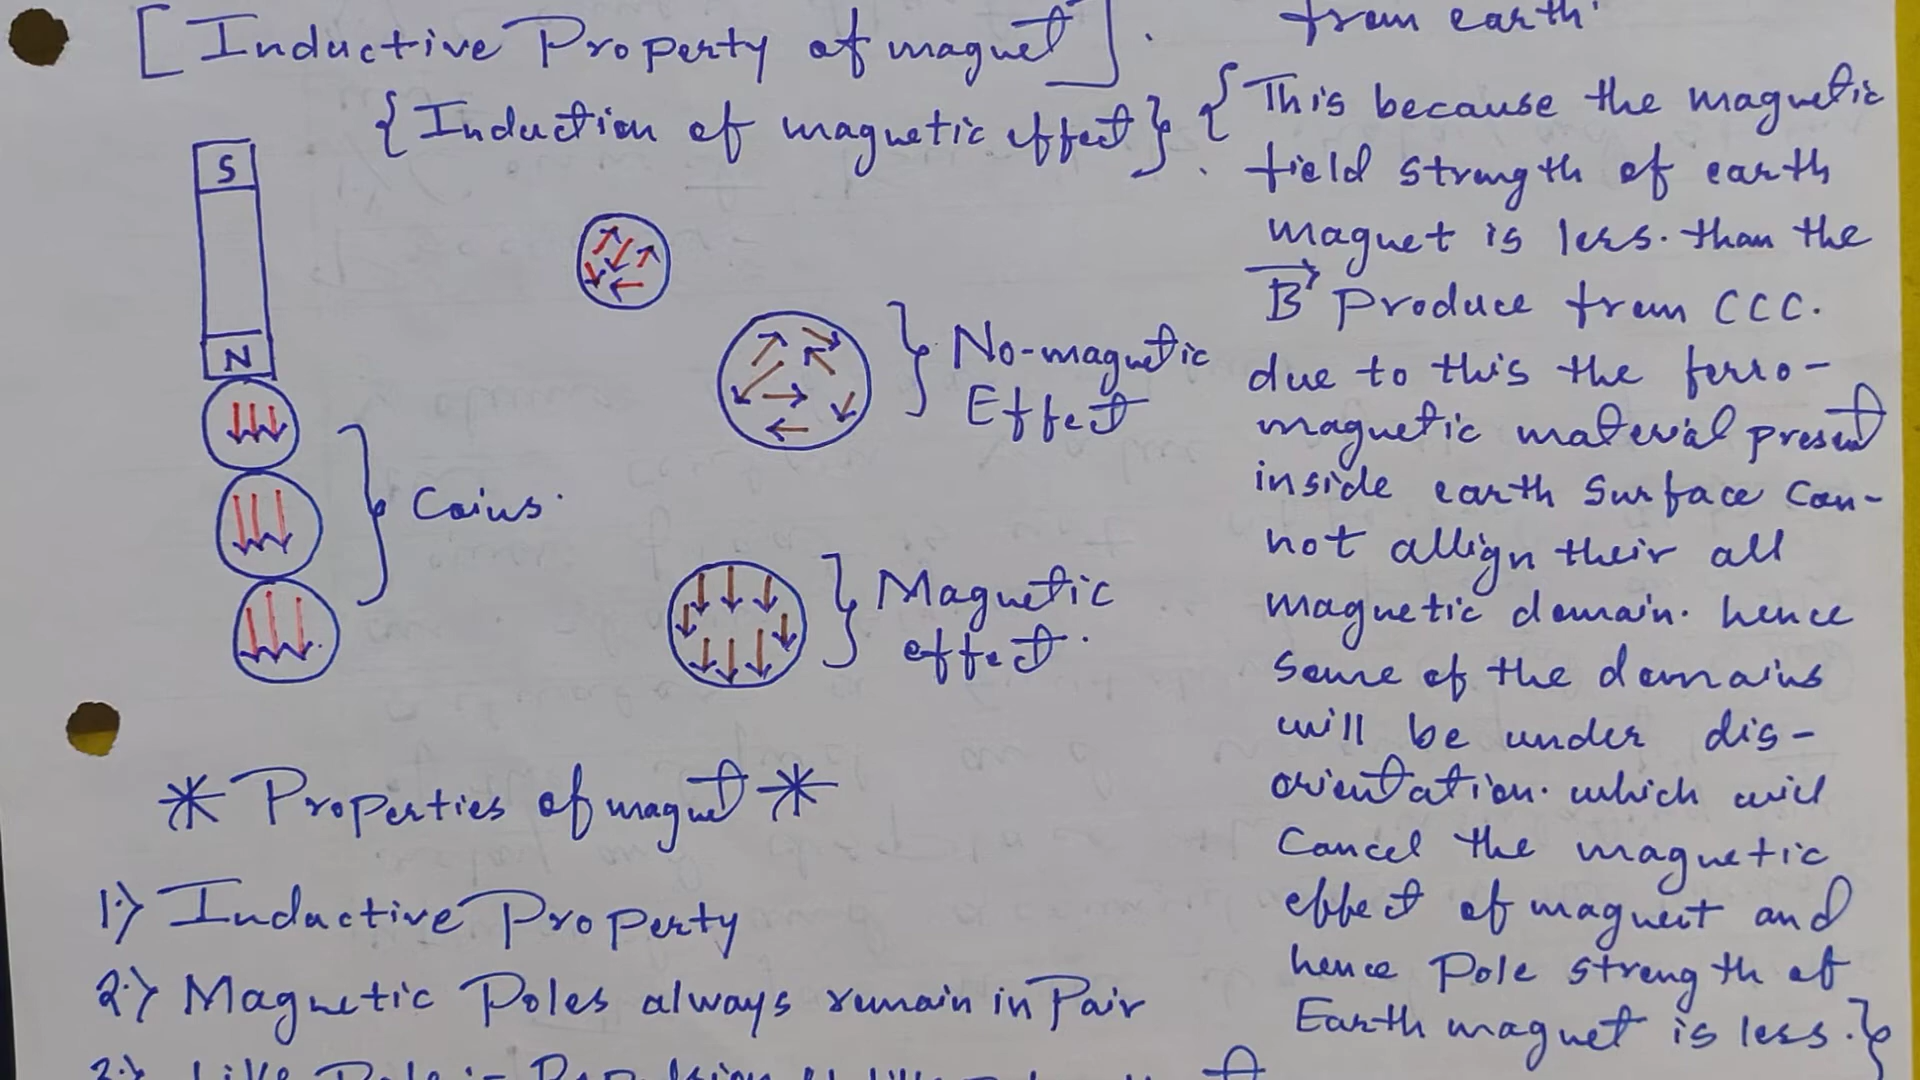 [Inductive Property of magnet].
{Induction of magnetic effect}.
S
N
Coins.
No-magnetic
Effect
Magnetic
effect.
* Properties of magnet *
1.) Inductive Property
2.) Magnetic Poles always remain in Pair
3.) Like Pole :- Repulsion
from earth.
{This because the magnetic
field strength of earth
magnet is less. than the
B⃗ Produce from CCC.
due to this the ferro-
magnetic material present
inside earth Surface Can-
not allign their all
magnetic domain. hence
some of the domains
will be under dis-
orientation. which will
Cancel the magnetic
effect of magnet and
hence Pole strength of
Earth magnet is less.}